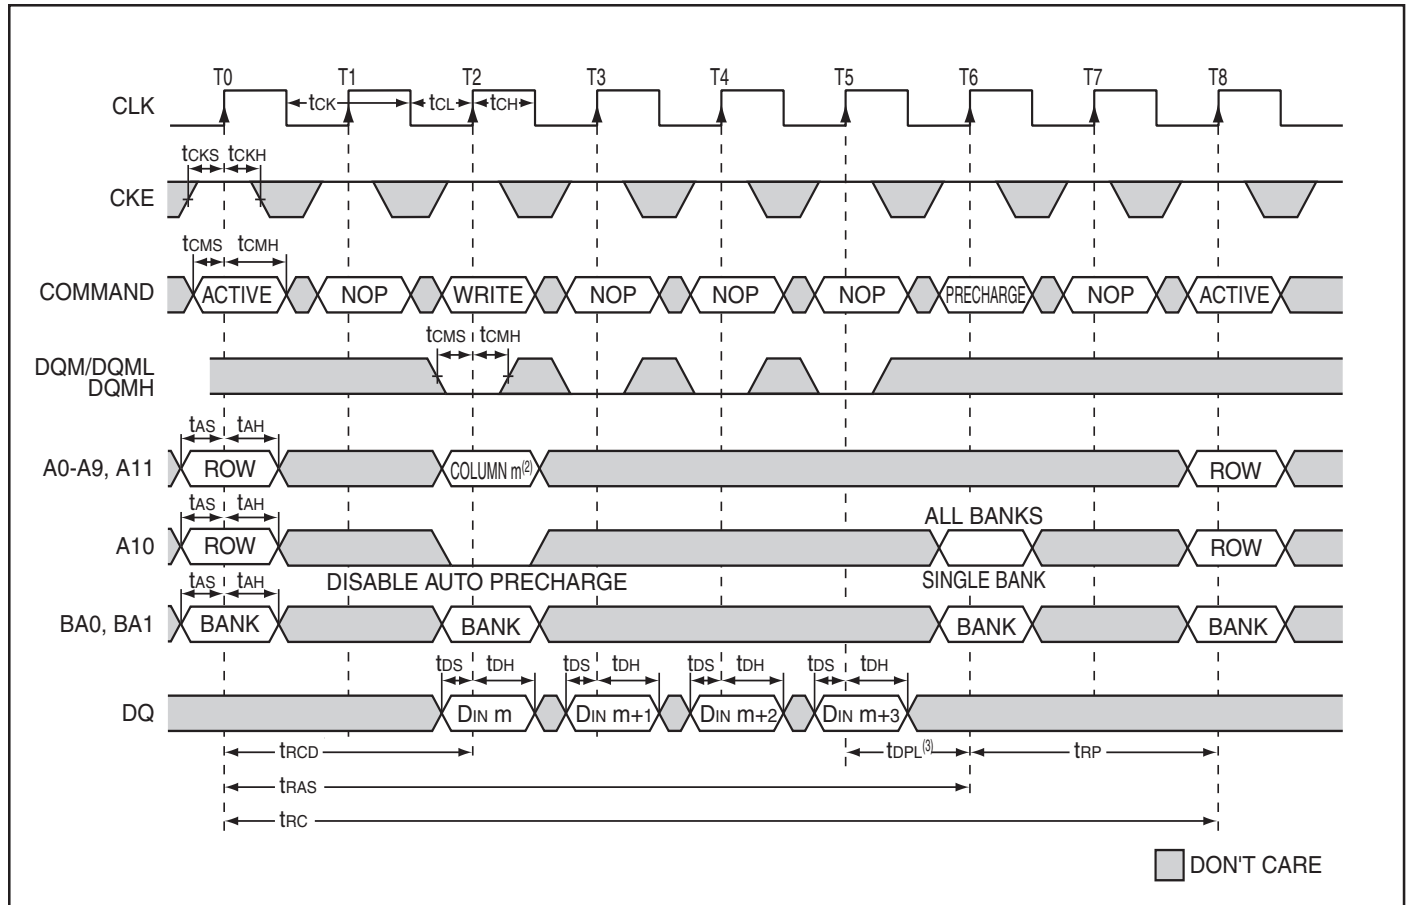 T0 T1 T2 T3 T4 T5 T6 T7 T8
CLK tCK tCL tCH
tCKS tCKH
CKE
tCMS tCMH
COMMAND ACTIVE NOP WRITE NOP NOP NOP PRECHARGE NOP ACTIVE
tCMS tCMH
DQM/DQML
DQMH
tAS tAH
A0-A9, A11 ROW COLUMN m(2) ROW
tAS tAH ALL BANKS
A10 ROW ROW
tAS tAH DISABLE AUTO PRECHARGE SINGLE BANK
BA0, BA1 BANK BANK BANK BANK
tDS tDH tDS tDH tDS tDH tDS tDH
DQ DIN m DIN m+1 DIN m+2 DIN m+3
tRCD tDPL(3) tRP
tRAS
tRC
DON'T CARE